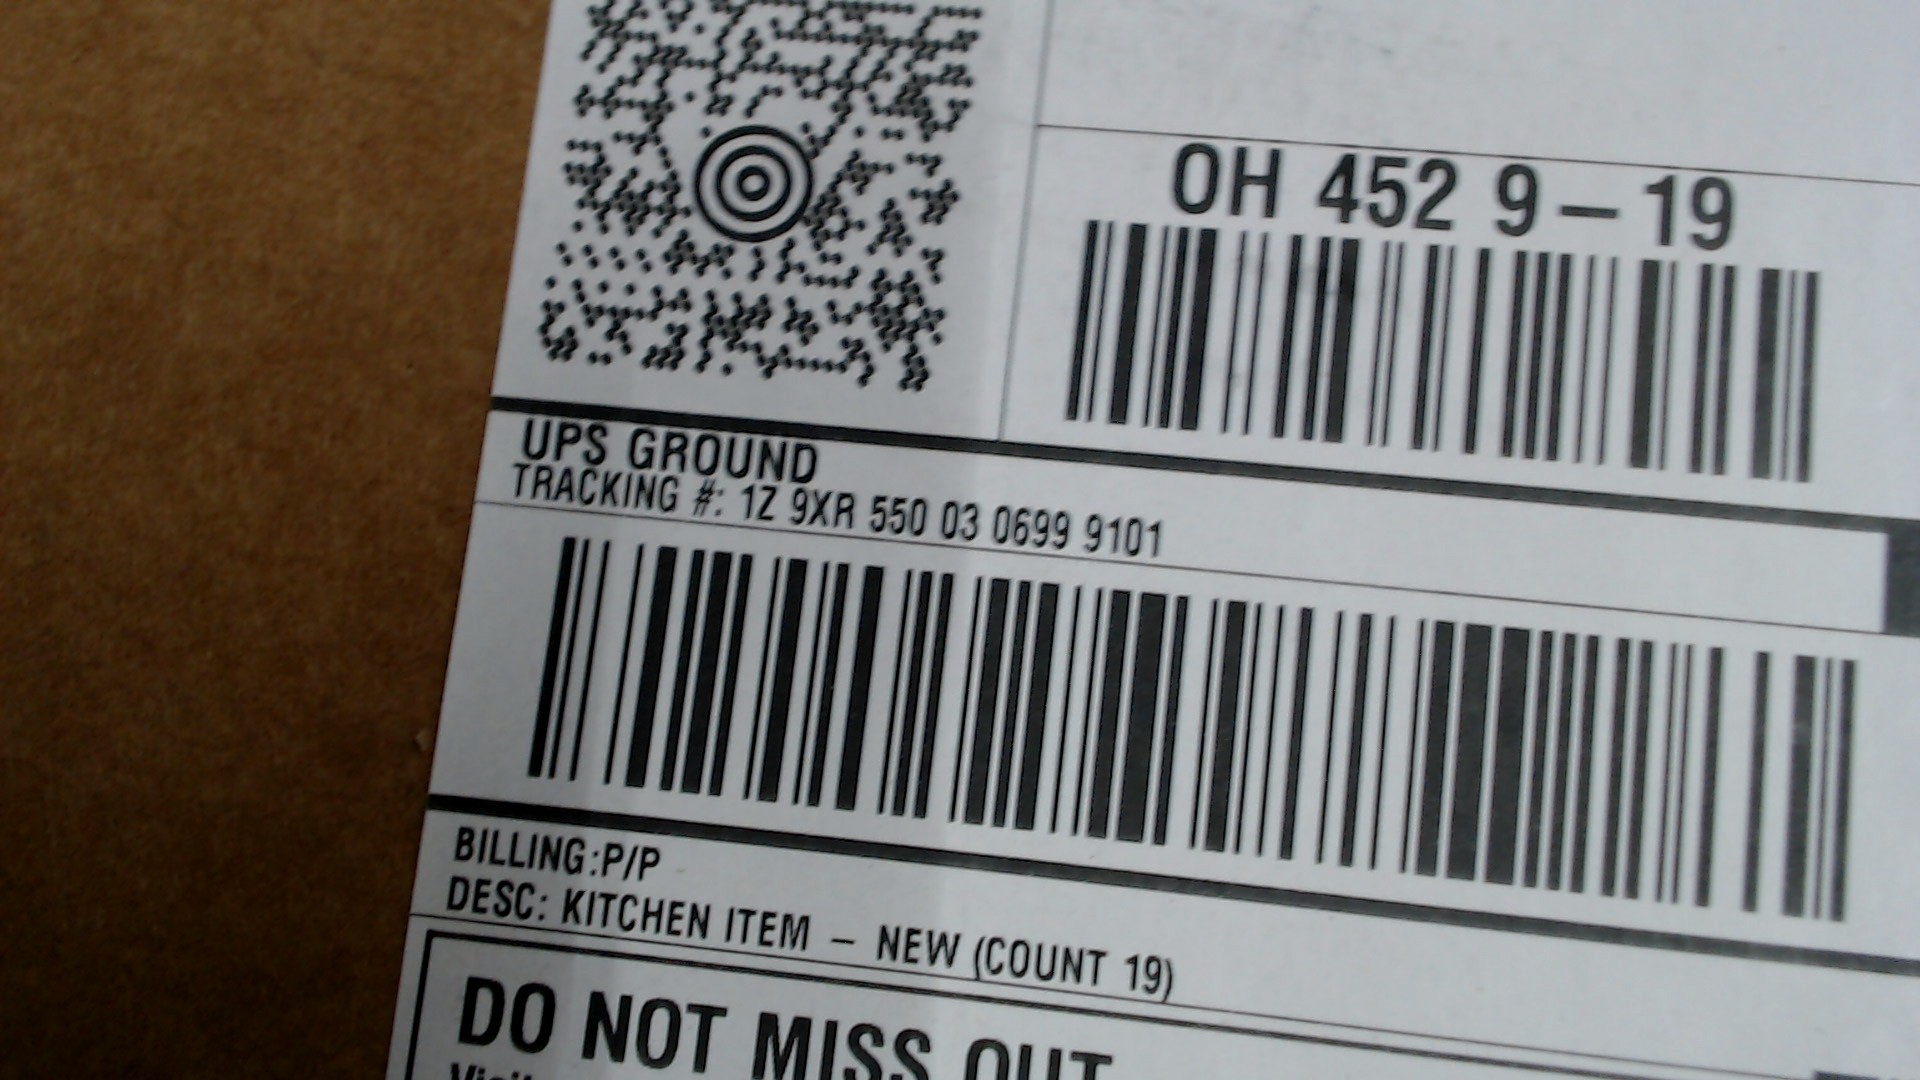 OH 452 9-19
UPS GROUND
TRACKING #: 1Z 9XR 550 03 0699 9101
BILLING:P/P
DESC: KITCHEN ITEM - NEW (COUNT 19)
DO NOT MISS OUT